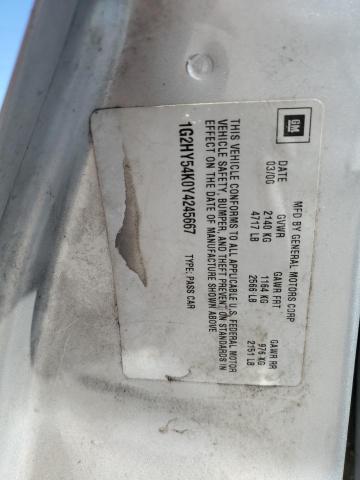 GM
MFD BY GENERAL MOTORS CORP
DATE GVWR GAWR FRT GAWR RR
03/00 2140 KG 1164 KG 976 KG
4717 LB 2566 LB 2151 LB
THIS VEHICLE CONFORMS TO ALL APPLICABLE U.S. FEDERAL MOTOR
VEHICLE SAFETY, BUMPER, AND THEFT PREVENTION STANDARDS IN
EFFECT ON THE DATE OF MANUFACTURE SHOWN ABOVE
1G2HY54K0Y4245667 TYPE: PASS CAR